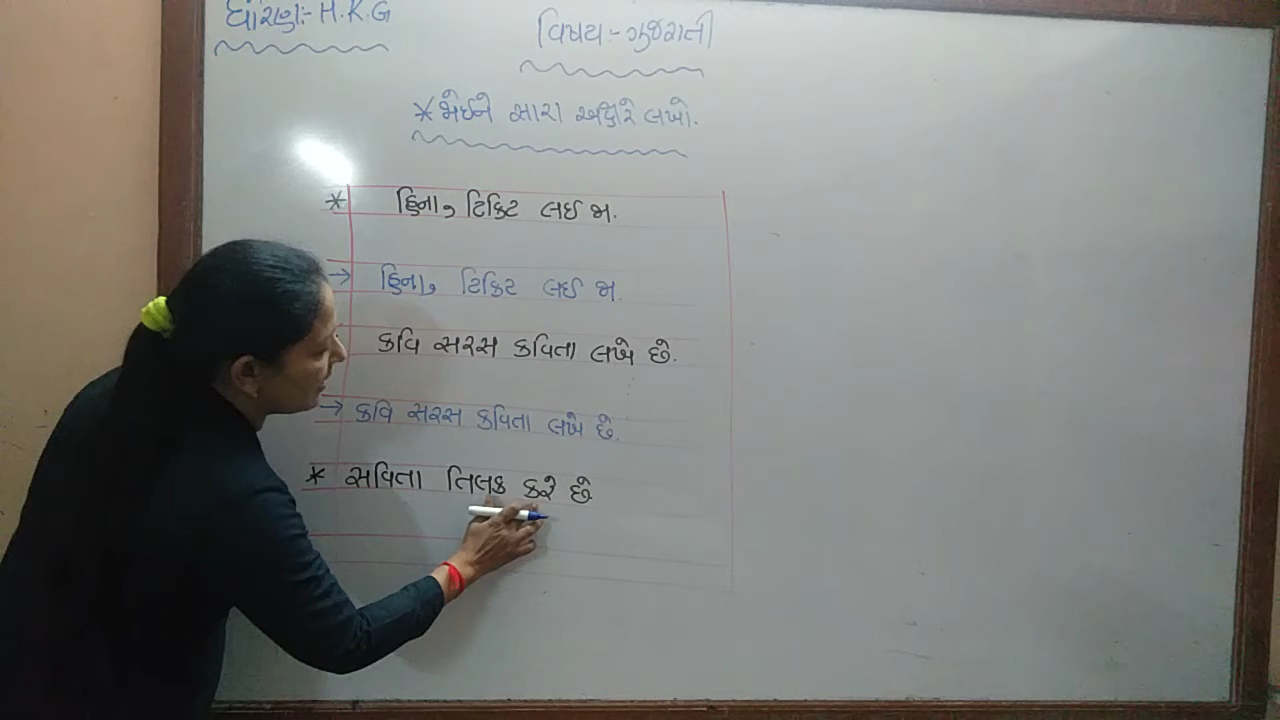 ધોરણ:- H.K.G
વિષય:- ગુજરાતી
* જોઈને સારા અક્ષરે લખો.
* હિના, ટિકિટ લઈ જા.
→ હિના, ટિકિટ લઈ જા.
કવિ સરસ કવિતા લખે છે.
→ કવિ સરસ કવિતા લખે છે.
* સવિતા તિલક કરે છે